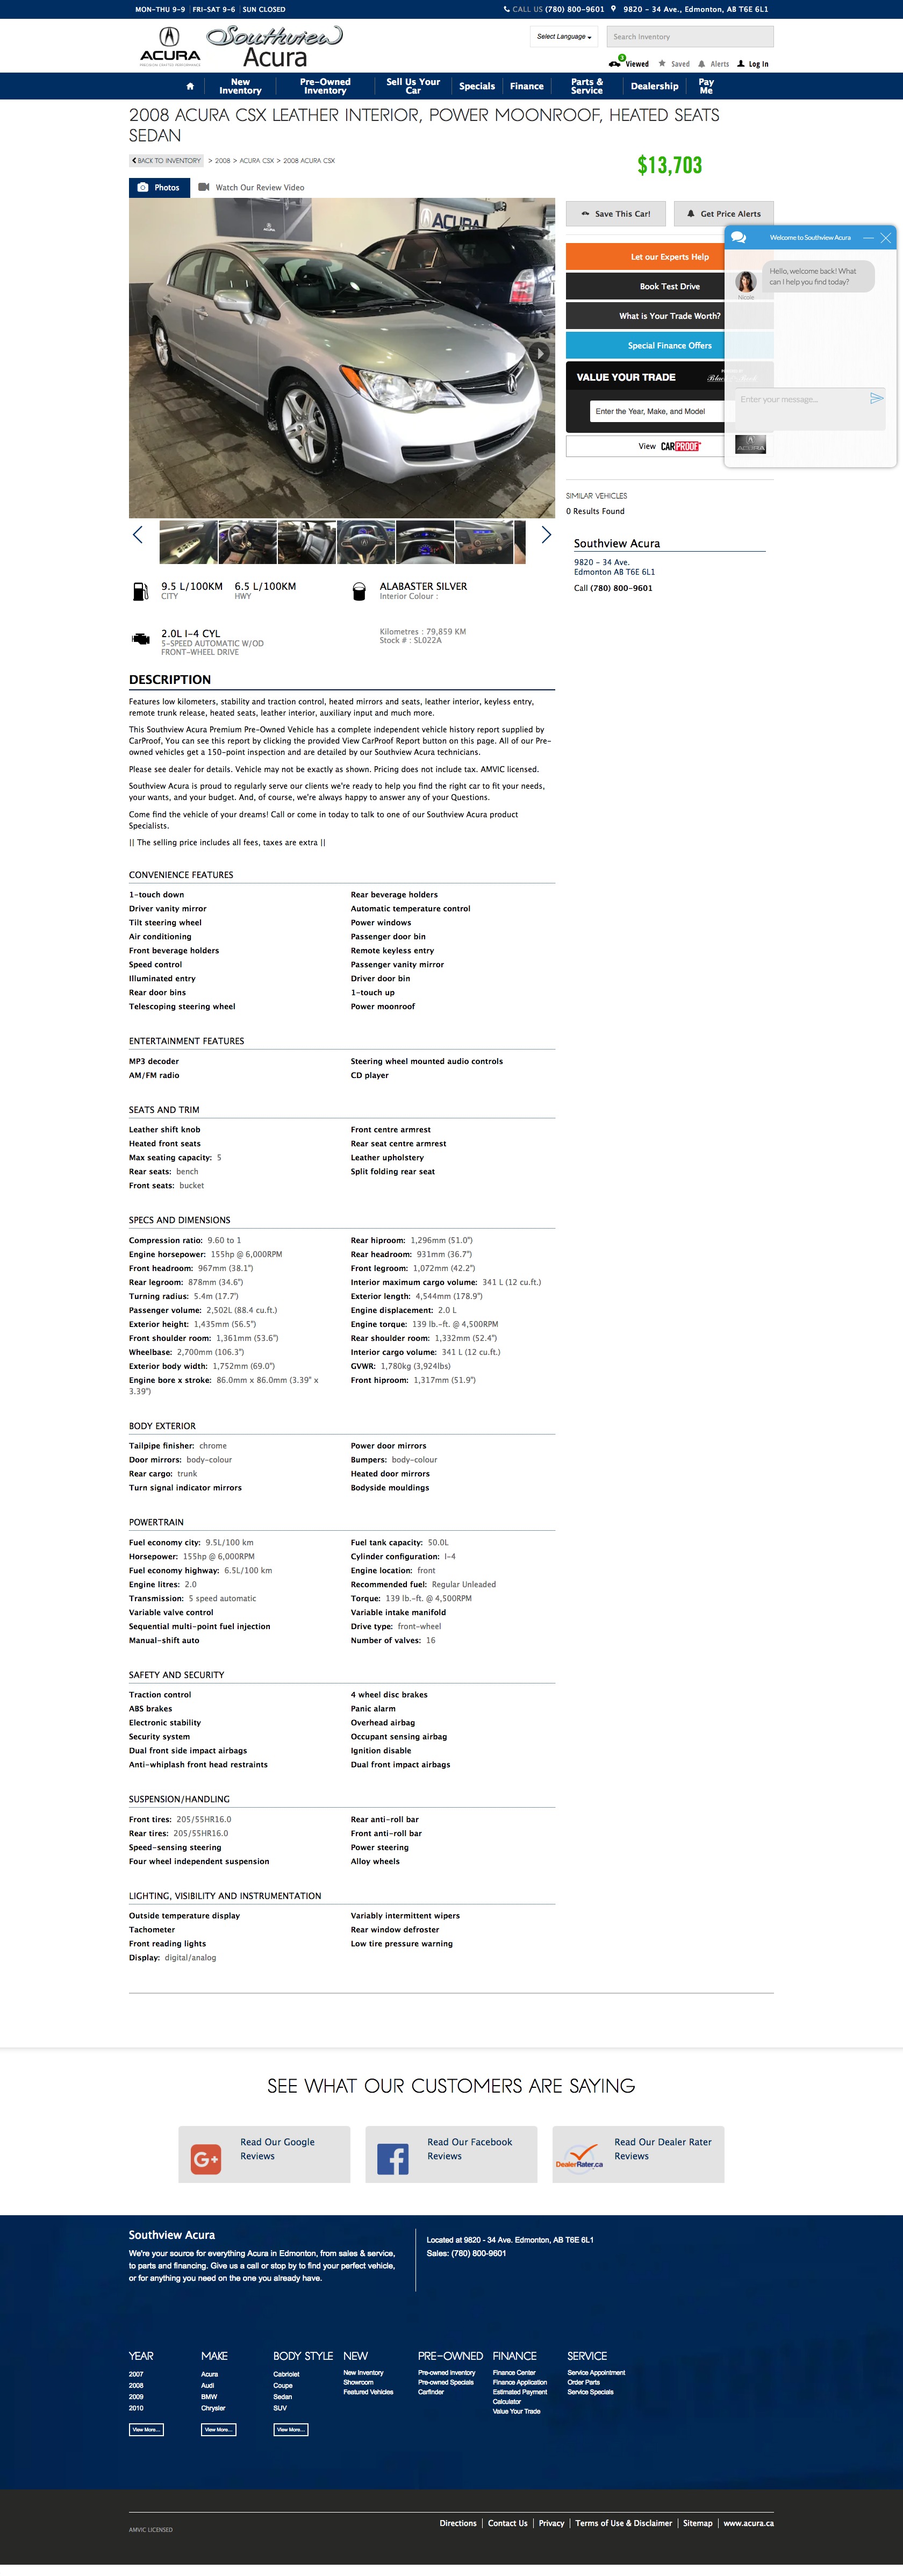 MON-THU 9-9 | FRI-SAT 9-6 | SUN CLOSED
CALL US (780) 800-9601 9820 - 34 Ave., Edmonton, AB T6E 6L1
ACURA
Southview
Acura
Select Language
Search Inventory
3
Viewed Saved Alerts Log In
New Inventory
Pre-Owned Inventory
Sell Us Your Car
Specials
Finance
Parts & Service
Dealership
Pay Me
2008 ACURA CSX LEATHER INTERIOR, POWER MOONROOF, HEATED SEATS
SEDAN
BACK TO INVENTORY > 2008 > ACURA CSX > 2008 ACURA CSX
$13,703
Photos
Watch Our Review Video
ACURA
Save This Car!
Get Price Alerts
Let our Experts Help
Book Test Drive
What is Your Trade Worth?
Special Finance Offers
VALUE YOUR TRADE
Enter the Year, Make, and Model
View CARPROOF
Welcome to Southview Acura
Hello, welcome back! What
can I help you find today?
Nicole
Enter your message...
ACURA
SIMILAR VEHICLES
0 Results Found
Southview Acura
9820 - 34 Ave.
Edmonton AB T6E 6L1
Call (780) 800-9601
9.5 L/100KM
CITY
6.5 L/100KM
HWY
ALABASTER SILVER
Interior Colour :
2.0L I-4 CYL
5-SPEED AUTOMATIC W/OD
FRONT-WHEEL DRIVE
Kilometres : 79,859 KM
Stock # : SL022A
DESCRIPTION
Features low kilometers, stability and traction control, heated mirrors and seats, leather interior, keyless entry,
remote trunk release, heated seats, leather interior, auxiliary input and much more.
This Southview Acura Premium Pre-Owned Vehicle has a complete independent vehicle history report supplied by
CarProof, You can see this report by clicking the provided View CarProof Report button on this page. All of our Pre-
owned vehicles get a 150-point inspection and are detailed by our Southview Acura technicians.
Please see dealer for details. Vehicle may not be exactly as shown. Pricing does not include tax. AMVIC licensed.
Southview Acura is proud to regularly serve our clients we're ready to help you find the right car to fit your needs,
your wants, and your budget. And, of course, we're always happy to answer any of your Questions.
Come find the vehicle of your dreams! Call or come in today to talk to one of our Southview Acura product
Specialists.
|| The selling price includes all fees, taxes are extra ||
CONVENIENCE FEATURES
1-touch down
Rear beverage holders
Driver vanity mirror
Automatic temperature control
Tilt steering wheel
Power windows
Air conditioning
Passenger door bin
Front beverage holders
Remote keyless entry
Speed control
Passenger vanity mirror
Illuminated entry
Driver door bin
Rear door bins
1-touch up
Telescoping steering wheel
Power moonroof
ENTERTAINMENT FEATURES
MP3 decoder
Steering wheel mounted audio controls
AM/FM radio
CD player
SEATS AND TRIM
Leather shift knob
Front centre armrest
Heated front seats
Rear seat centre armrest
Max seating capacity: 5
Leather upholstery
Rear seats: bench
Split folding rear seat
Front seats: bucket
SPECS AND DIMENSIONS
Compression ratio: 9.60 to 1
Rear hiproom: 1,296mm (51.0")
Engine horsepower: 155hp @ 6,000RPM
Rear headroom: 931mm (36.7")
Front headroom: 967mm (38.1")
Front legroom: 1,072mm (42.2")
Rear legroom: 878mm (34.6")
Interior maximum cargo volume: 341 L (12 cu.ft.)
Turning radius: 5.4m (17.7')
Exterior length: 4,544mm (178.9")
Passenger volume: 2,502L (88.4 cu.ft.)
Engine displacement: 2.0 L
Exterior height: 1,435mm (56.5")
Engine torque: 139 lb.-ft. @ 4,500RPM
Front shoulder room: 1,361mm (53.6")
Rear shoulder room: 1,332mm (52.4")
Wheelbase: 2,700mm (106.3")
Interior cargo volume: 341 L (12 cu.ft.)
Exterior body width: 1,752mm (69.0")
GVWR: 1,780kg (3,924lbs)
Engine bore x stroke: 86.0mm x 86.0mm (3.39" x
3.39")
Front hiproom: 1,317mm (51.9")
BODY EXTERIOR
Tailpipe finisher: chrome
Power door mirrors
Door mirrors: body-colour
Bumpers: body-colour
Rear cargo: trunk
Heated door mirrors
Turn signal indicator mirrors
Bodyside mouldings
POWERTRAIN
Fuel economy city: 9.5L/100 km
Fuel tank capacity: 50.0L
Horsepower: 155hp @ 6,000RPM
Cylinder configuration: I-4
Fuel economy highway: 6.5L/100 km
Engine location: front
Engine litres: 2.0
Recommended fuel: Regular Unleaded
Transmission: 5 speed automatic
Torque: 139 lb.-ft. @ 4,500RPM
Variable valve control
Variable intake manifold
Sequential multi-point fuel injection
Drive type: front-wheel
Manual-shift auto
Number of valves: 16
SAFETY AND SECURITY
Traction control
4 wheel disc brakes
ABS brakes
Panic alarm
Electronic stability
Overhead airbag
Security system
Occupant sensing airbag
Dual front side impact airbags
Ignition disable
Anti-whiplash front head restraints
Dual front impact airbags
SUSPENSION/HANDLING
Front tires: 205/55HR16.0
Rear anti-roll bar
Rear tires: 205/55HR16.0
Front anti-roll bar
Speed-sensing steering
Power steering
Four wheel independent suspension
Alloy wheels
LIGHTING, VISIBILITY AND INSTRUMENTATION
Outside temperature display
Variably intermittent wipers
Tachometer
Rear window defroster
Front reading lights
Low tire pressure warning
Display: digital/analog
SEE WHAT OUR CUSTOMERS ARE SAYING
G+
Read Our Google
Reviews
Read Our Facebook
Reviews
DealerRater.ca
Read Our Dealer Rater
Reviews
Southview Acura
We're your source for everything Acura in Edmonton, from sales & service,
to parts and financing. Give us a call or stop by to find your perfect vehicle,
or for anything you need on the one you already have.
Located at 9820 - 34 Ave. Edmonton, AB T6E 6L1
Sales: (780) 800-9601
YEAR
2007
2008
2009
2010
View More...
MAKE
Acura
Audi
BMW
Chrysler
View More...
BODY STYLE
Cabriolet
Coupe
Sedan
SUV
View More...
NEW
New Inventory
Showroom
Featured Vehicles
PRE-OWNED
Pre-owned Inventory
Pre-owned Specials
Carfinder
FINANCE
Finance Center
Finance Application
Estimated Payment
Calculator
Value Your Trade
SERVICE
Service Appointment
Order Parts
Service Specials
AMVIC LICENSED
Directions | Contact Us | Privacy | Terms of Use & Disclaimer | Sitemap | www.acura.ca